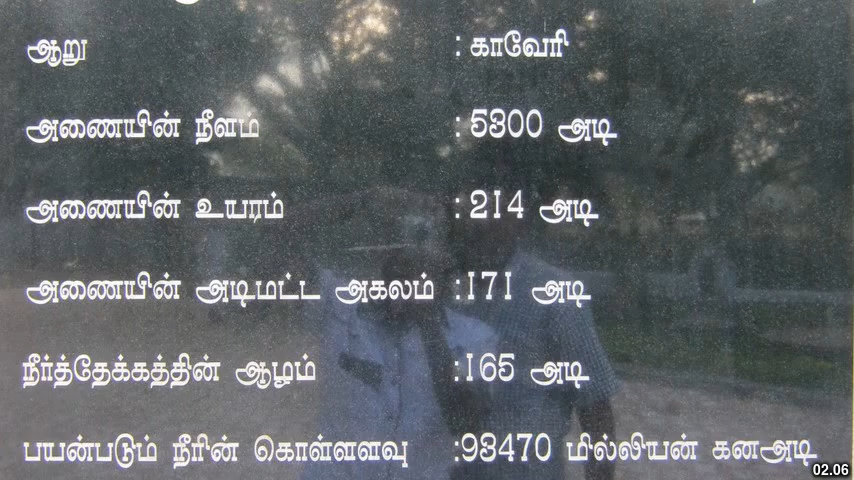 ஆறு : காவேரி
அணையின் நீளம் : 5300 அடி
அணையின் உயரம் : 214 அடி
அணையின் அடிமட்ட அகலம் : 171 அடி
நீர்த்தேக்கத்தின் ஆழம் : 165 அடி
பயன்படும் நீரின் கொள்ளளவு : 93470 மில்லியன் கனஅடி
02.06